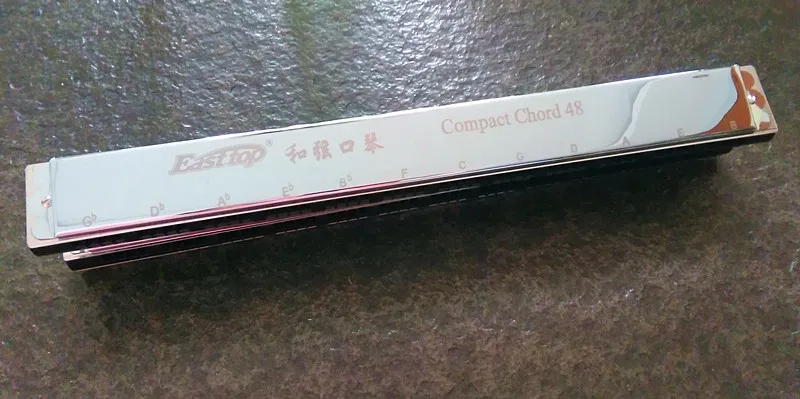 Easttop® 和弦口琴 Compact Chord 48
G♭ D♭ A♭ E♭ B♭ F C G D A E B